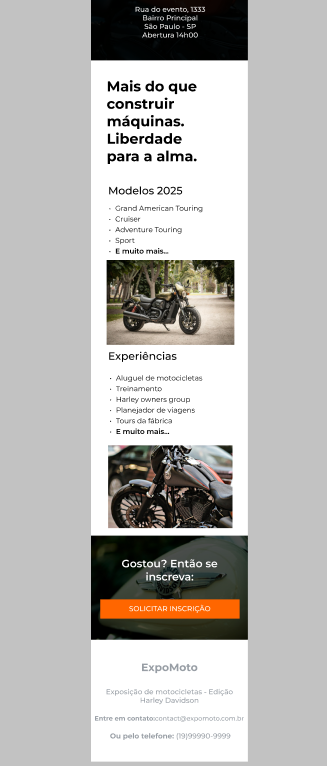 Rua do evento, 1333
Bairro Principal
São Paulo - SP
Abertura 14h00
Mais do que
construir
máquinas.
Liberdade
para a alma.
Modelos 2025
• Grand American Touring
• Cruiser
• Adventure Touring
• Sport
• E muito mais...
Experiências
• Aluguel de motocicletas
• Treinamento
• Harley owners group
• Planejador de viagens
• Tours da fábrica
• E muito mais...
Gostou? Então se
inscreva:
SOLICITAR INSCRIÇÃO
ExpoMoto
Exposição de motocicletas - Edição
Harley Davidson
Entre em contato:contact@expomoto.com.br
Ou pelo telefone: (19)99990-9999